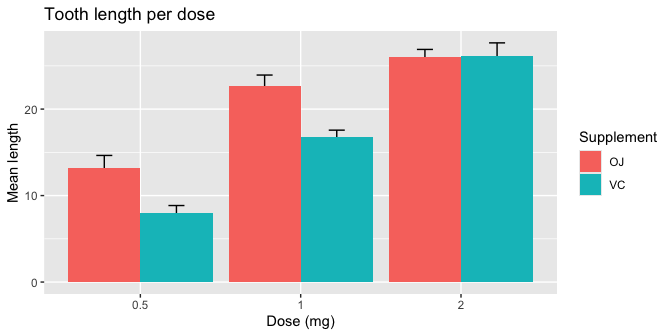 Tooth length per dose
Mean length
20
10
0
0.5
1
2
Dose (mg)
Supplement
OJ
VC